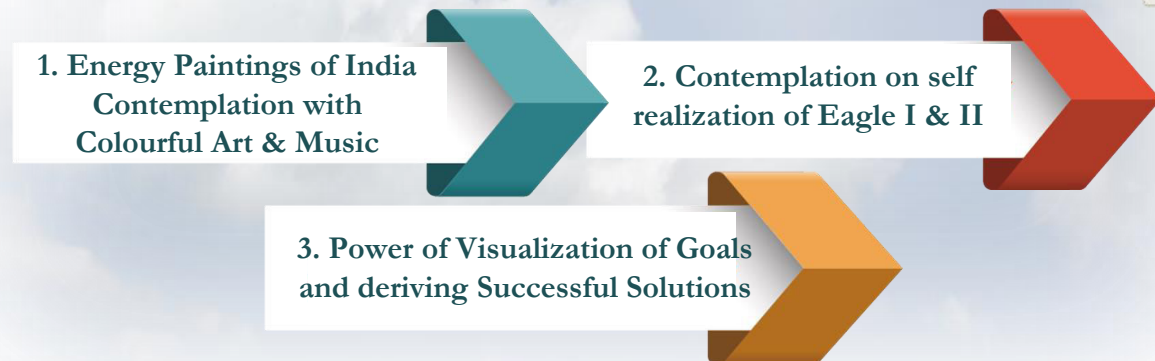 1. Energy Paintings of India
Contemplation with
Colourful Art & Music
2. Contemplation on self
realization of Eagle I & II
3. Power of Visualization of Goals
and deriving Successful Solutions